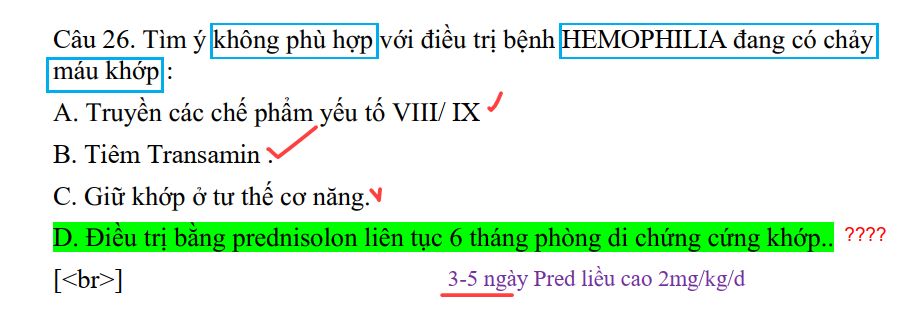 Câu 26. Tìm ý không phù hợp với điều trị bệnh HEMOPHILIA đang có chảy
máu khớp :
A. Truyền các chế phẩm yếu tố VIII/ IX
B. Tiêm Transamin .
C. Giữ khớp ở tư thế cơ năng.
D. Điều trị bằng prednisolon liên tục 6 tháng phòng di chứng cứng khớp.. ????
[<br>] 3-5 ngày Pred liều cao 2mg/kg/d